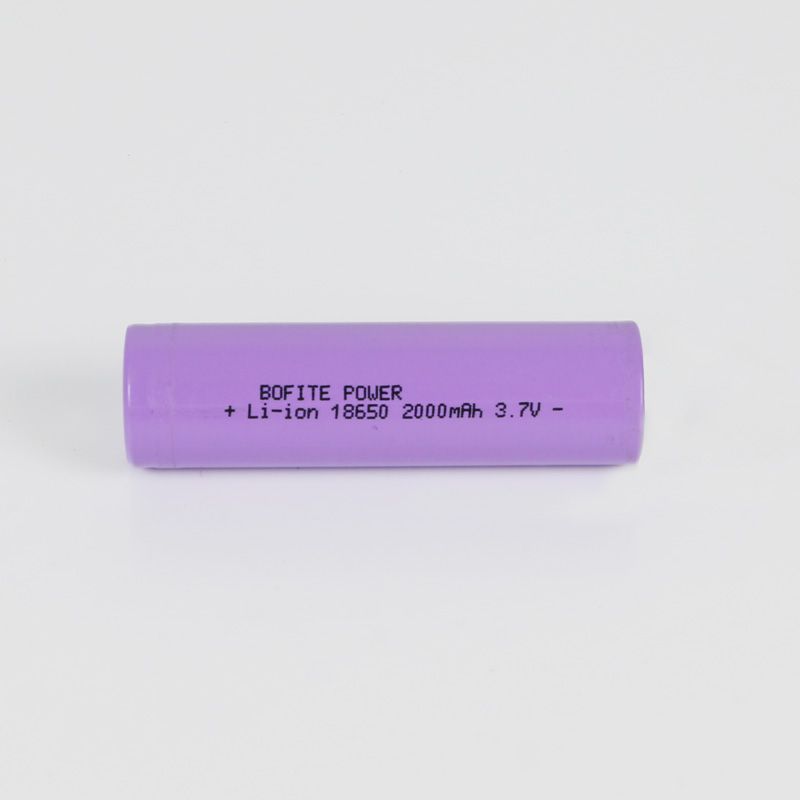 BOFITE POWER
+ Li-ion 18650 2000mAh 3.7V -